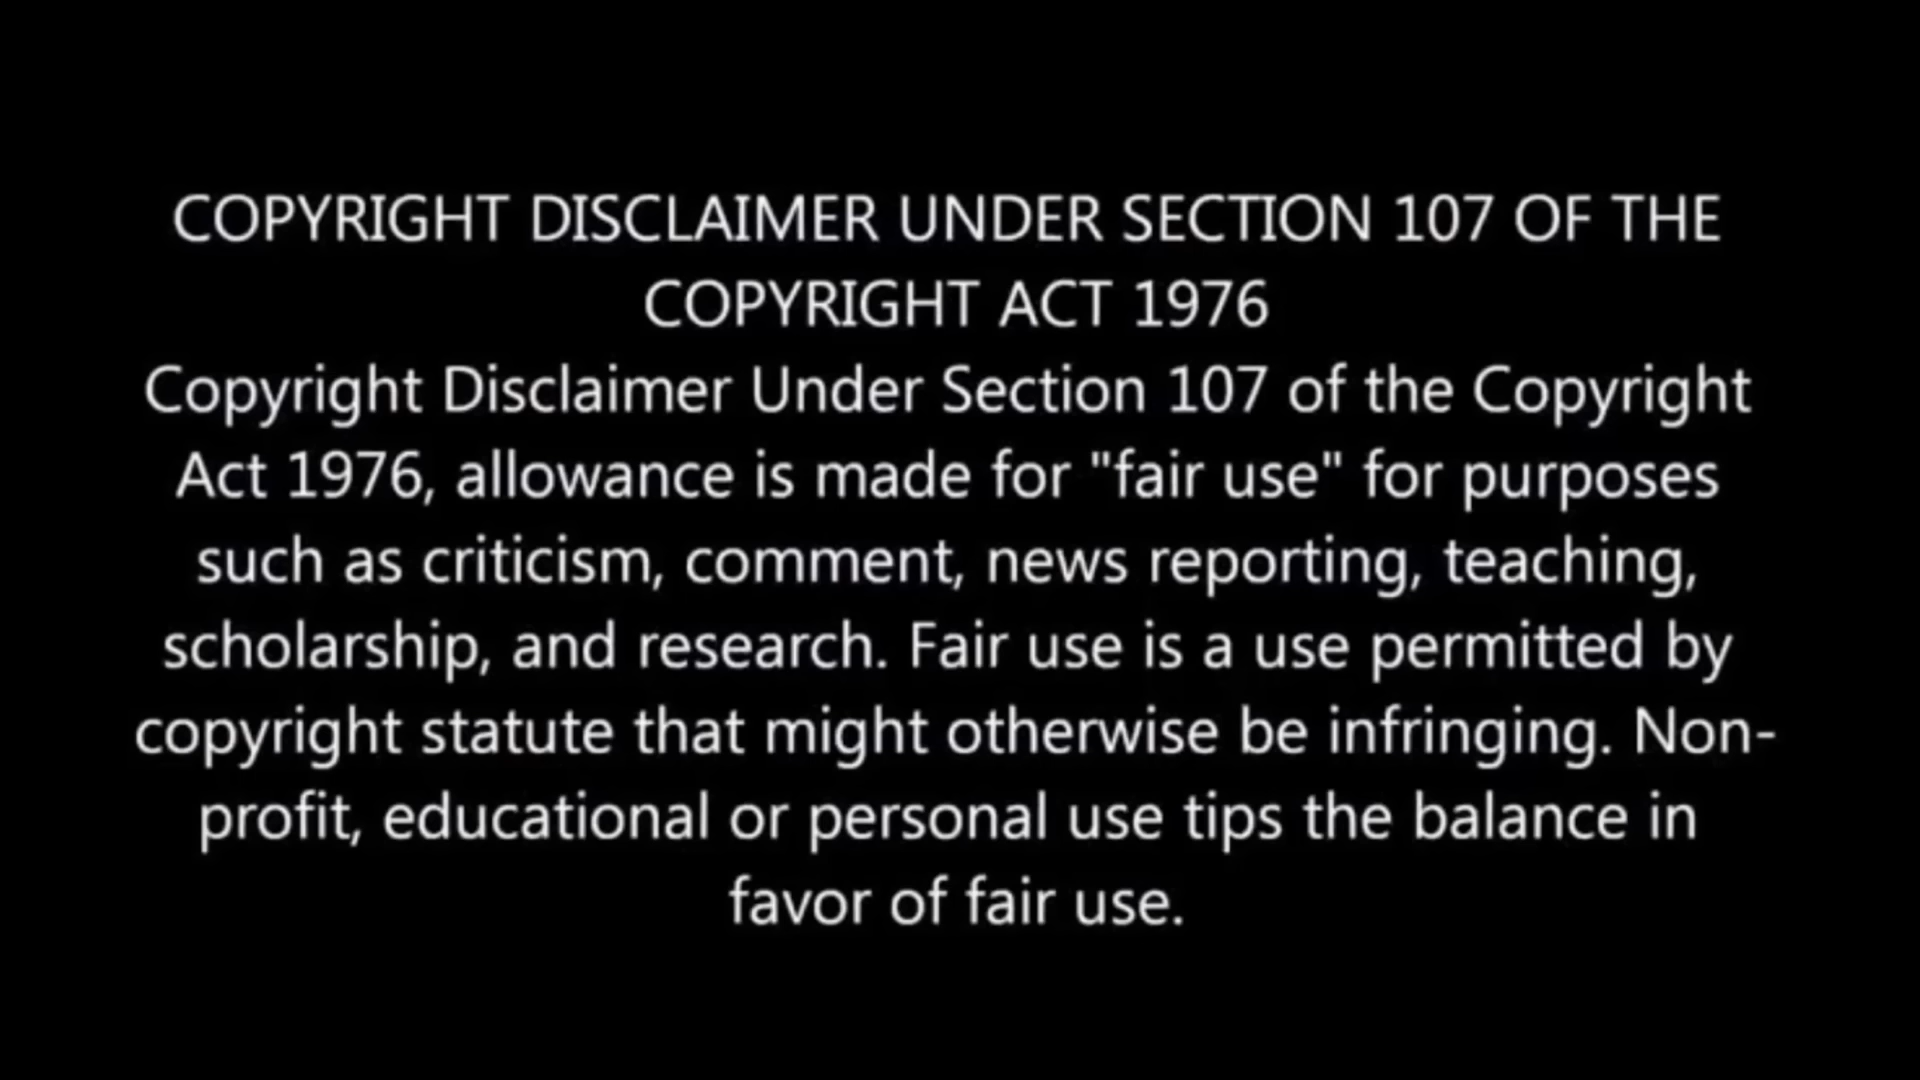 COPYRIGHT DISCLAIMER UNDER SECTION 107 OF THE
COPYRIGHT ACT 1976
Copyright Disclaimer Under Section 107 of the Copyright
Act 1976, allowance is made for "fair use" for purposes
such as criticism, comment, news reporting, teaching,
scholarship, and research. Fair use is a use permitted by
copyright statute that might otherwise be infringing. Non-
profit, educational or personal use tips the balance in
favor of fair use.